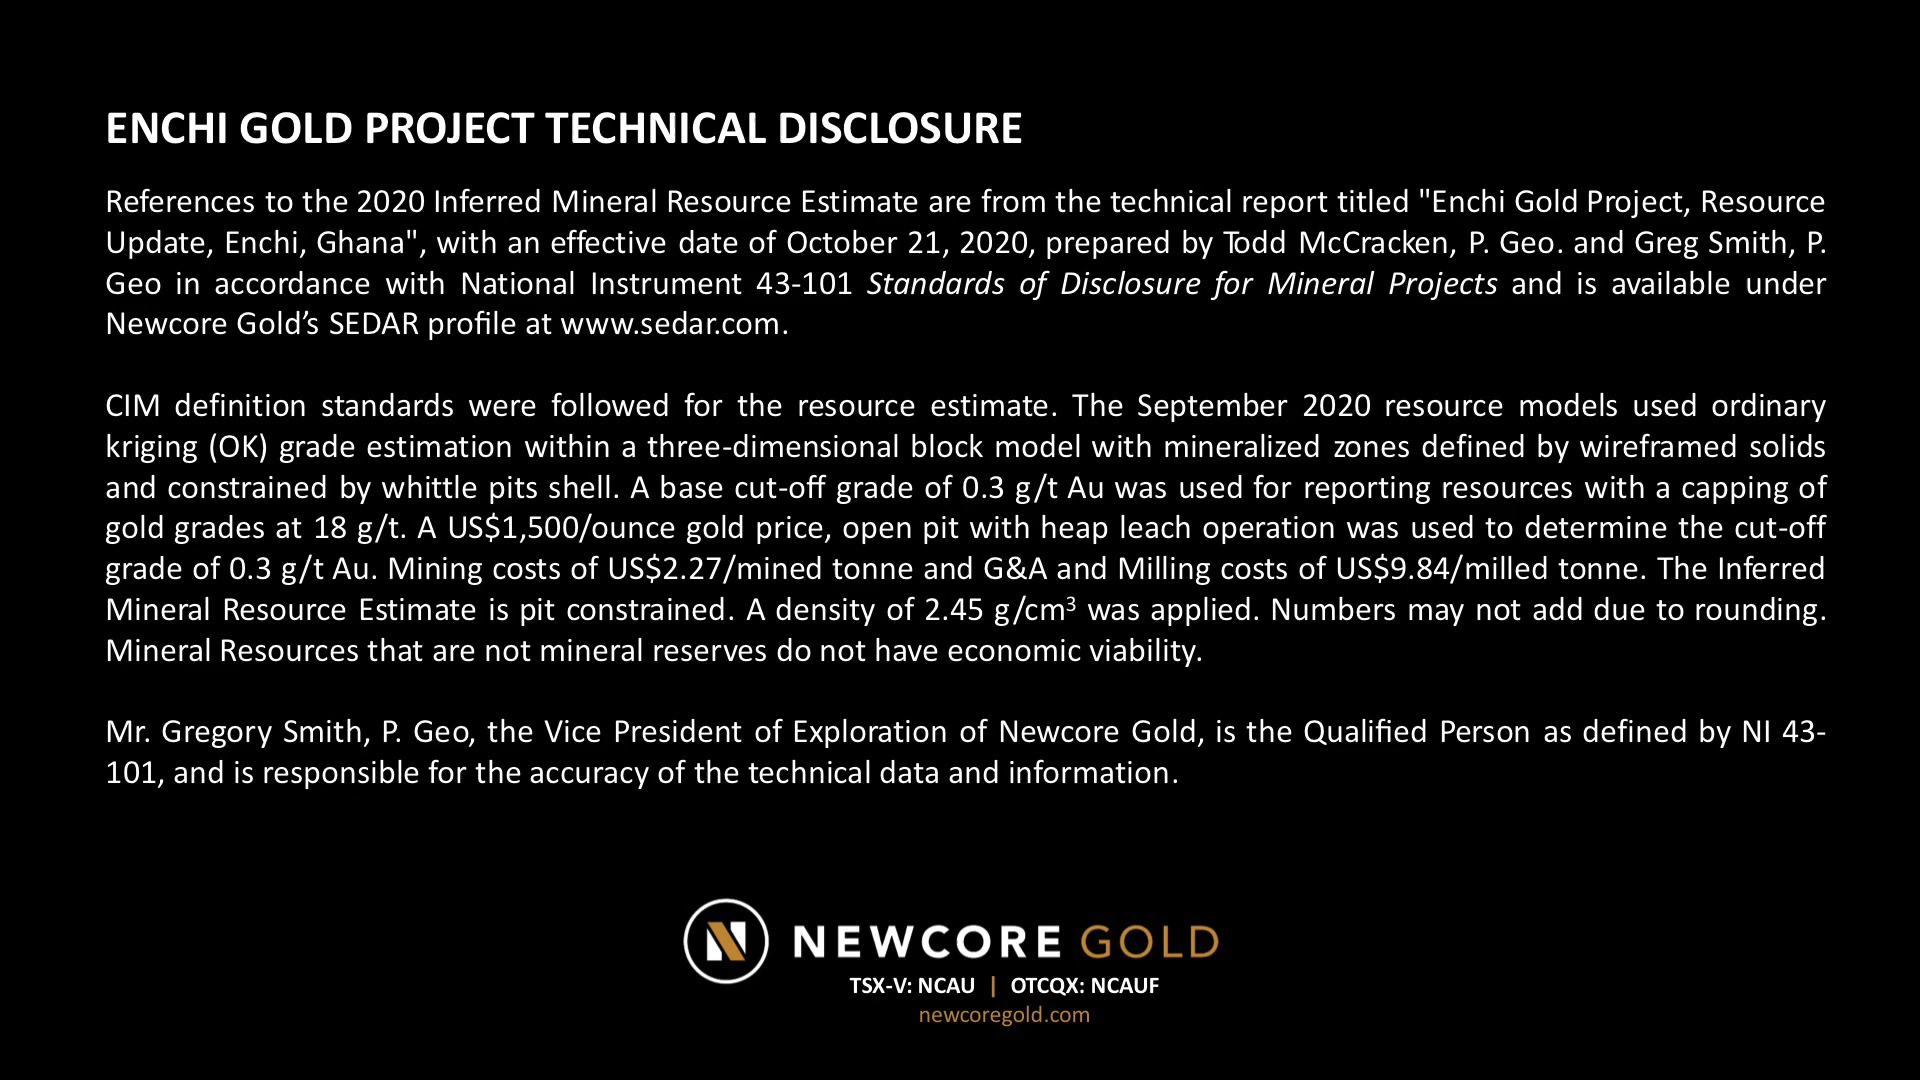 ENCHI GOLD PROJECT TECHNICAL DISCLOSURE
References to the 2020 Inferred Mineral Resource Estimate are from the technical report titled "Enchi Gold Project, Resource
Update, Enchi, Ghana", with an effective date of October 21, 2020, prepared by Todd McCracken, P. Geo. and Greg Smith, P.
Geo in accordance with National Instrument 43-101 Standards of Disclosure for Mineral Projects and is available under
Newcore Gold’s SEDAR profile at www.sedar.com.
CIM definition standards were followed for the resource estimate. The September 2020 resource models used ordinary
kriging (OK) grade estimation within a three-dimensional block model with mineralized zones defined by wireframed solids
and constrained by whittle pits shell. A base cut-off grade of 0.3 g/t Au was used for reporting resources with a capping of
gold grades at 18 g/t. A US$1,500/ounce gold price, open pit with heap leach operation was used to determine the cut-off
grade of 0.3 g/t Au. Mining costs of US$2.27/mined tonne and G&A and Milling costs of US$9.84/milled tonne. The Inferred
Mineral Resource Estimate is pit constrained. A density of 2.45 g/cm³ was applied. Numbers may not add due to rounding.
Mineral Resources that are not mineral reserves do not have economic viability.
Mr. Gregory Smith, P. Geo, the Vice President of Exploration of Newcore Gold, is the Qualified Person as defined by NI 43-
101, and is responsible for the accuracy of the technical data and information.
N NEWCORE GOLD
TSX-V: NCAU | OTCQX: NCAUF
newcoregold.com